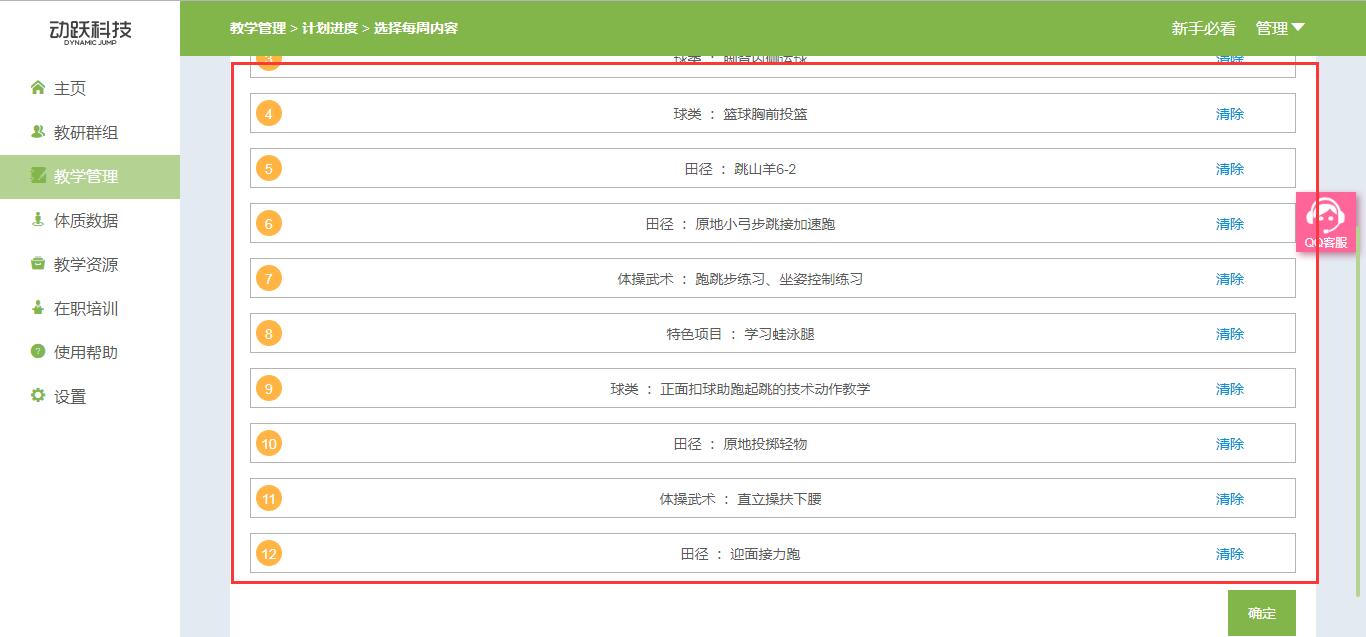 动跃科技
DYNAMIC JUMP
教学管理 > 计划进度 > 选择每周内容
新手必看
管理
主页
教研群组
教学管理
体质数据
教学资源
在职培训
使用帮助
设置
3 球类 ： 脚背内侧运球 清除
4 球类 ： 篮球胸前投篮 清除
5 田径 ： 跳山羊6-2 清除
6 田径 ： 原地小弓步跳接加速跑 清除
7 体操武术 ： 跑跳步练习、坐姿控制练习 清除
8 特色项目 ： 学习蛙泳腿 清除
9 球类 ： 正面扣球助跑起跳的技术动作教学 清除
10 田径 ： 原地投掷轻物 清除
11 体操武术 ： 直立操扶下腰 清除
12 田径 ： 迎面接力跑 清除
QQ客服
确定